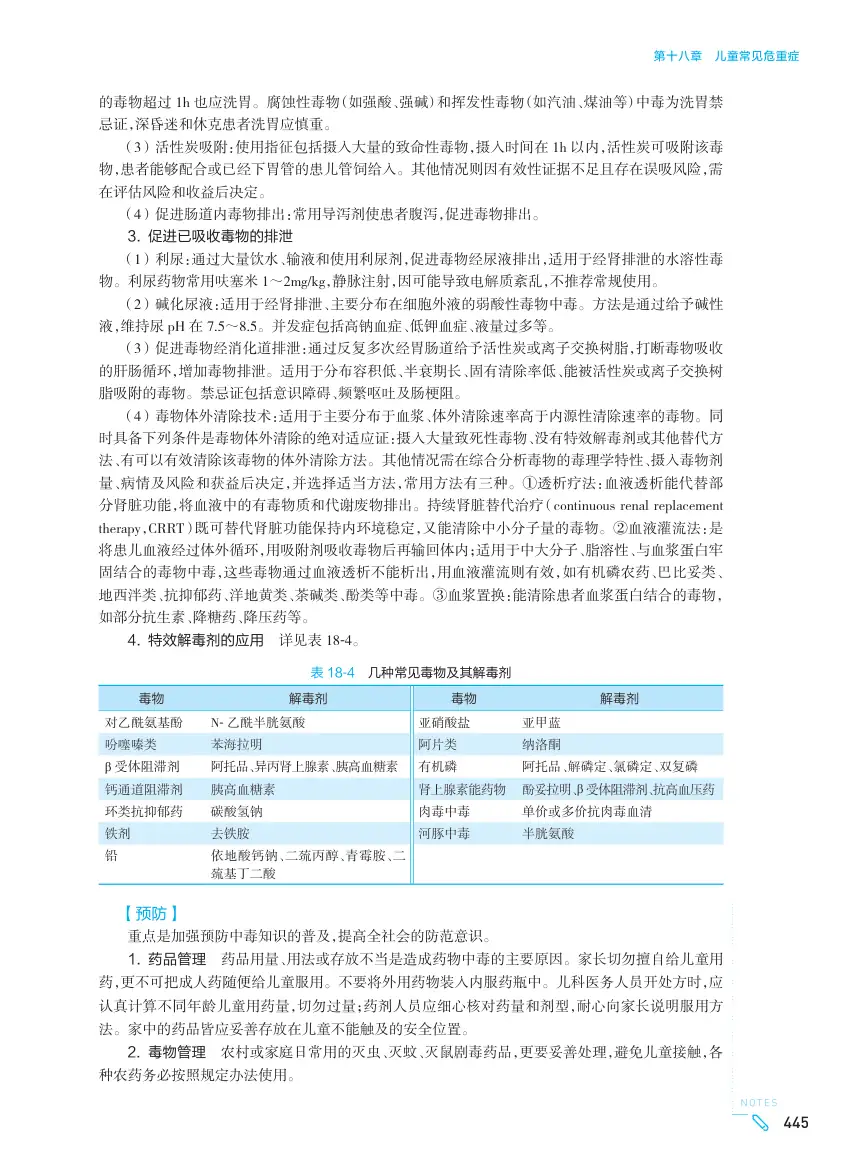 第十八章 儿童常见危重症
的毒物超过 1h 也应洗胃。腐蚀性毒物（如强酸、强碱）和挥发性毒物（如汽油、煤油等）中毒为洗胃禁
忌证，深昏迷和休克患者洗胃应慎重。
（3）活性炭吸附：使用指征包括摄入大量的致命性毒物，摄入时间在 1h 以内，活性炭可吸附该毒
物，患者能够配合或已经下胃管的患儿管饲给入。其他情况则因有效性证据不足且存在误吸风险，需
在评估风险和收益后决定。
（4）促进肠道内毒物排出：常用导泻剂使患者腹泻，促进毒物排出。
3. 促进已吸收毒物的排泄
（1）利尿：通过大量饮水、输液和使用利尿剂，促进毒物经尿液排出，适用于经肾排泄的水溶性毒
物。利尿药物常用呋塞米 1～2mg/kg，静脉注射，因可能导致电解质紊乱，不推荐常规使用。
（2）碱化尿液：适用于经肾排泄、主要分布在细胞外液的弱酸性毒物中毒。方法是通过给予碱性
液，维持尿 pH 在 7.5～8.5。并发症包括高钠血症、低钾血症、液量过多等。
（3）促进毒物经消化道排泄：通过反复多次经胃肠道给予活性炭或离子交换树脂，打断毒物吸收
的肝肠循环，增加毒物排泄。适用于分布容积低、半衰期长、固有清除率低、能被活性炭或离子交换树
脂吸附的毒物。禁忌证包括意识障碍、频繁呕吐及肠梗阻。
（4）毒物体外清除技术：适用于主要分布于血浆、体外清除速率高于内源性清除速率的毒物。同
时具备下列条件是毒物体外清除的绝对适应证：摄入大量致死性毒物、没有特效解毒剂或其他替代方
法、有可以有效清除该毒物的体外清除方法。其他情况需在综合分析毒物的毒理学特性、摄入毒物剂
量、病情及风险和获益后决定，并选择适当方法，常用方法有三种。①透析疗法：血液透析能代替部
分肾脏功能，将血液中的有毒物质和代谢废物排出。持续肾脏替代治疗（continuous renal replacement
therapy，CRRT）既可替代肾脏功能保持内环境稳定，又能清除中小分子量的毒物。②血液灌流法：是
将患儿血液经过体外循环，用吸附剂吸收毒物后再输回体内；适用于中大分子、脂溶性、与血浆蛋白牢
固结合的毒物中毒，这些毒物通过血液透析不能析出，用血液灌流则有效，如有机磷农药、巴比妥类、
地西泮类、抗抑郁药、洋地黄类、茶碱类、酚类等中毒。③血浆置换：能清除患者血浆蛋白结合的毒物，
如部分抗生素、降糖药、降压药等。
4. 特效解毒剂的应用 详见表 18-4。
表 18-4 几种常见毒物及其解毒剂
毒物 解毒剂 毒物 解毒剂
对乙酰氨基酚 N- 乙酰半胱氨酸 亚硝酸盐 亚甲蓝
吩噻嗪类 苯海拉明 阿片类 纳洛酮
β 受体阻滞剂 阿托品、异丙肾上腺素、胰高血糖素 有机磷 阿托品、解磷定、氯磷定、双复磷
钙通道阻滞剂 胰高血糖素 肾上腺素能药物 酚妥拉明、β 受体阻滞剂、抗高血压药
环类抗抑郁药 碳酸氢钠 肉毒中毒 单价或多价抗肉毒血清
铁剂 去铁胺 河豚中毒 半胱氨酸
铅 依地酸钙钠、二巯丙醇、青霉胺、二
巯基丁二酸
【预防】
重点是加强预防中毒知识的普及，提高全社会的防范意识。
1. 药品管理 药品用量、用法或存放不当是造成药物中毒的主要原因。家长切勿擅自给儿童用
药，更不可把成人药随便给儿童服用。不要将外用药物装入内服药瓶中。儿科医务人员开处方时，应
认真计算不同年龄儿童用药量，切勿过量；药剂人员应细心核对药量和剂型，耐心向家长说明服用方
法。家中的药品皆应妥善存放在儿童不能触及的安全位置。
2. 毒物管理 农村或家庭日常用的灭虫、灭蚊、灭鼠剧毒药品，更要妥善处理，避免儿童接触，各
种农药务必按照规定办法使用。
NOTES
445